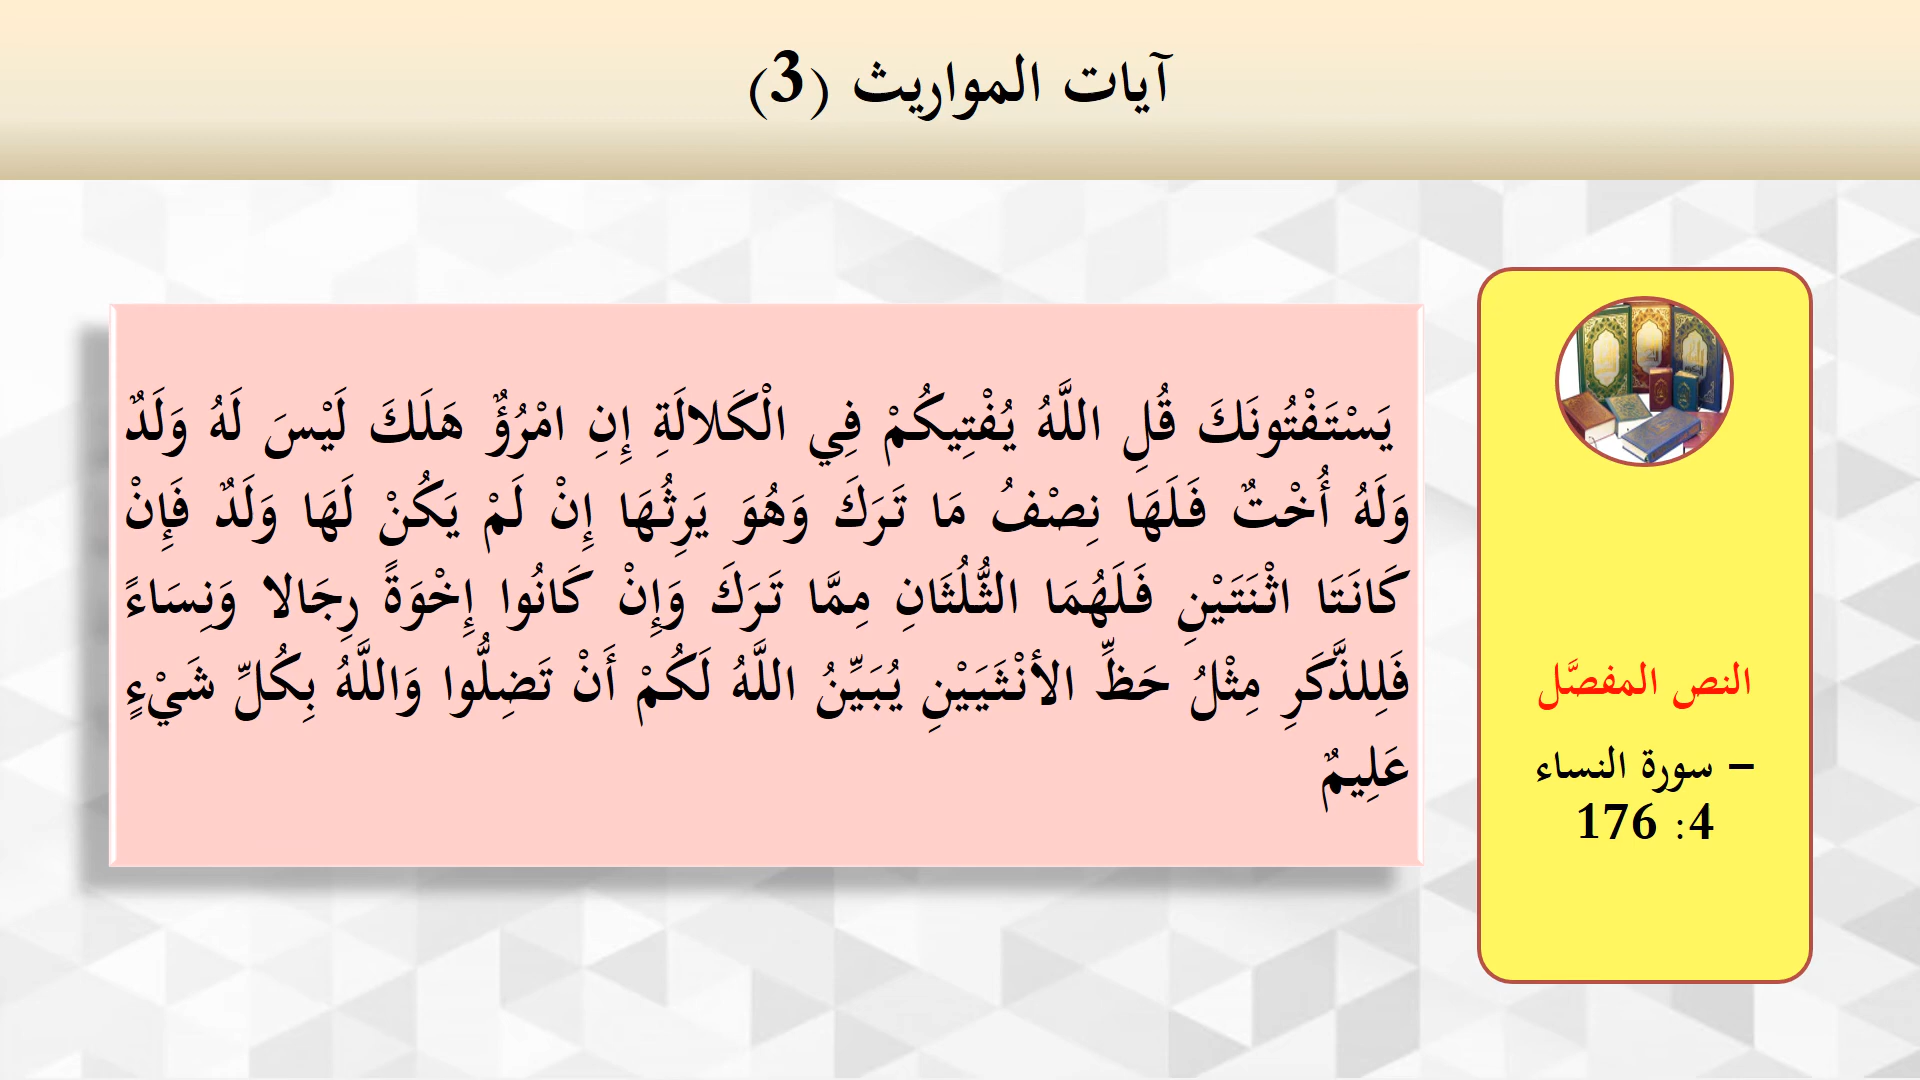 آيات المواريث (3)
يَسْتَفْتُونَكَ قُلِ اللَّهُ يُفْتِيكُمْ فِي الْكَلالَةِ إِنِ امْرُؤٌ هَلَكَ لَيْسَ لَهُ وَلَدٌ
وَلَهُ أُخْتٌ فَلَهَا نِصْفُ مَا تَرَكَ وَهُوَ يَرِثُهَا إِنْ لَمْ يَكُنْ لَهَا وَلَدٌ فَإِنْ
كَانَتَا اثْنَتَيْنِ فَلَهُمَا الثُّلُثَانِ مِمَّا تَرَكَ وَإِنْ كَانُوا إِخْوَةً رِجَالا وَنِسَاءً
فَلِلذَّكَرِ مِثْلُ حَظِّ الأنْثَيَيْنِ يُبَيِّنُ اللَّهُ لَكُمْ أَنْ تَضِلُّوا وَاللَّهُ بِكُلِّ شَيْءٍ
عَلِيمٌ
النص المفصَّل
– سورة النساء
4: 176